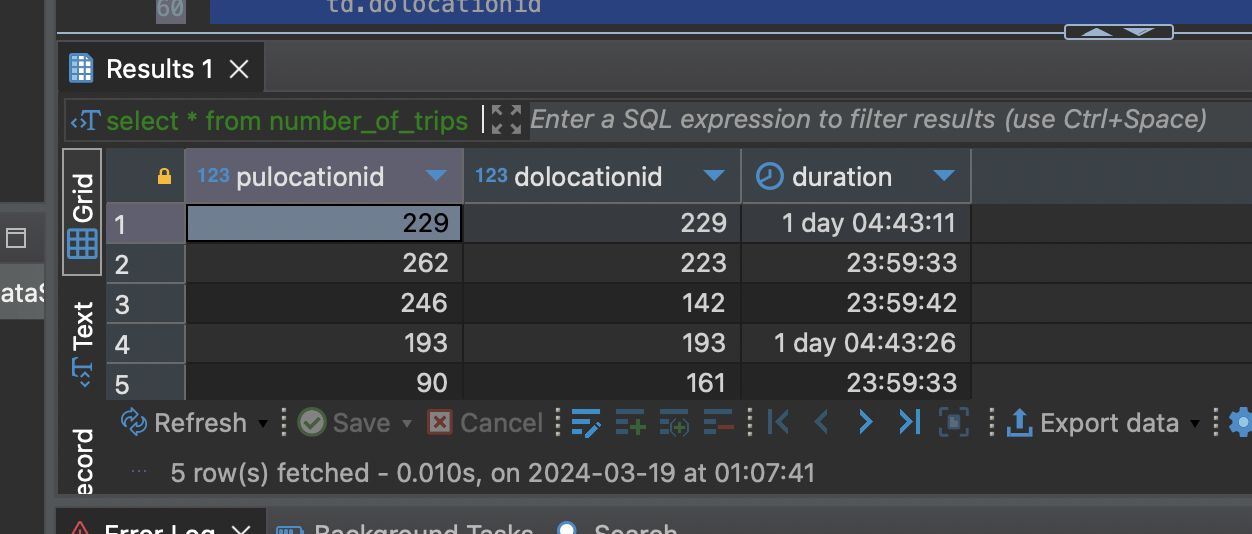 60 td.dolocationid
Results 1
select * from number_of_trips Enter a SQL expression to filter results (use Ctrl+Space)
Grid
Text
ecord
123 pulocationid 123 dolocationid duration
1 229 229 1 day 04:43:11
2 262 223 23:59:33
3 246 142 23:59:42
4 193 193 1 day 04:43:26
5 90 161 23:59:33
ataS
Refresh Save Cancel Export data
... 5 row(s) fetched - 0.010s, on 2024-03-19 at 01:07:41
Error Log Background Tasks Search